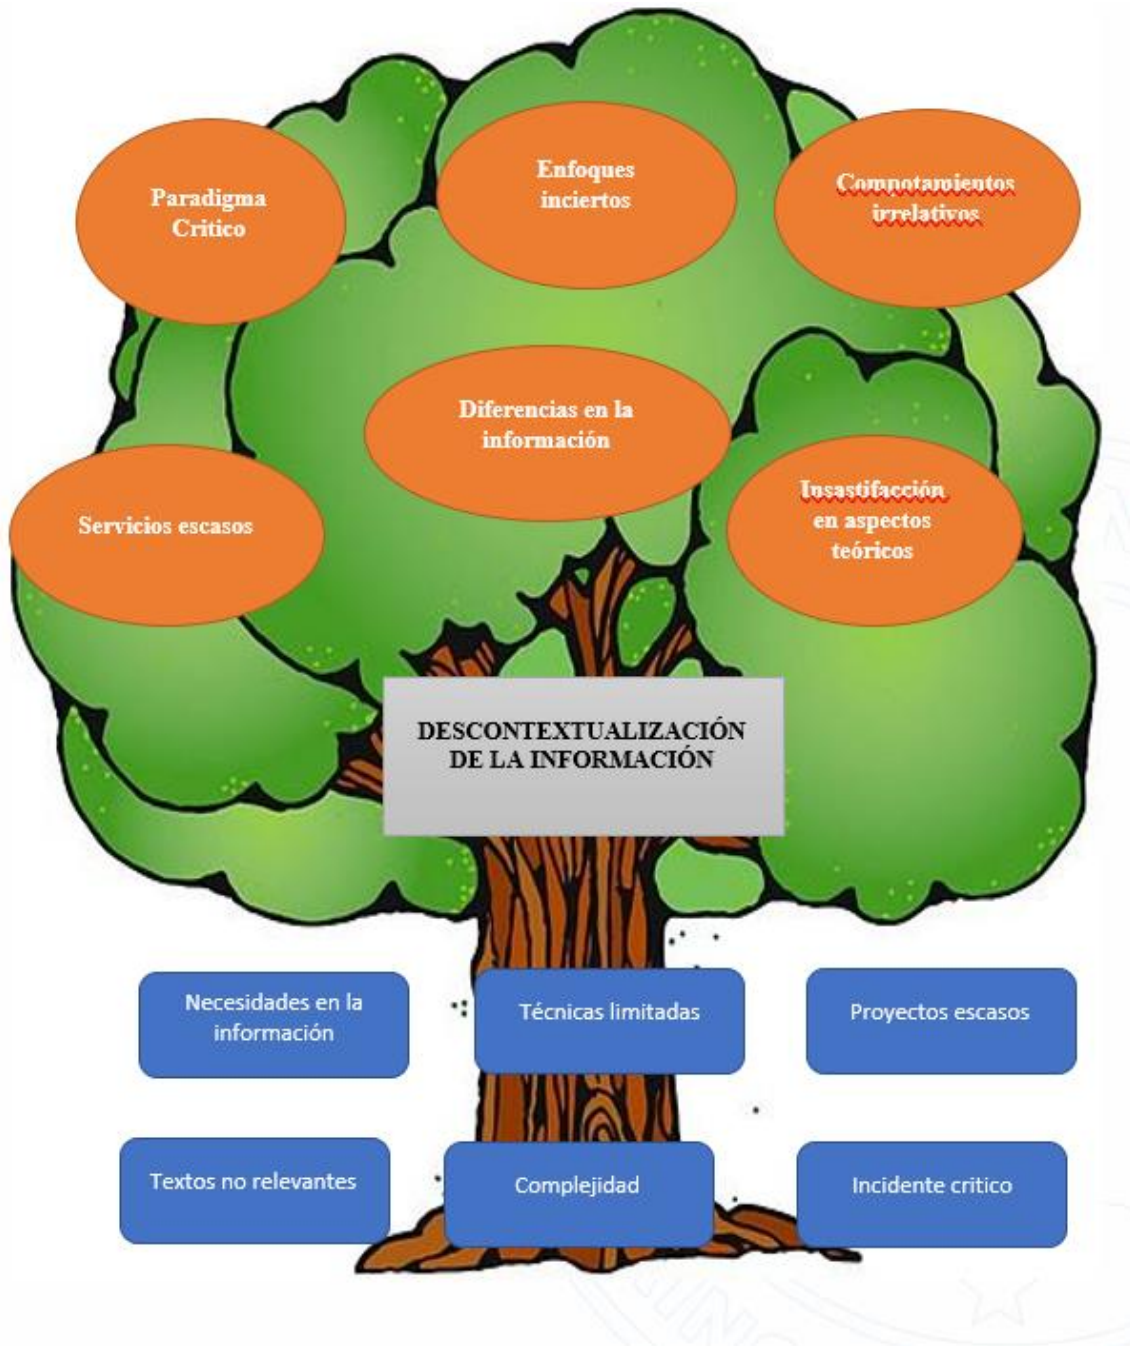 Paradigma
Critico
Enfoques
inciertos
Compotamientos
irrelativos
Diferencias en la
información
Servicios escasos
Insastifacción
en aspectos
teóricos
DESCONTEXTUALIZACIÓN
DE LA INFORMACIÓN
Necesidades en la
información
Técnicas limitadas
Proyectos escasos
Textos no relevantes
Complejidad
Incidente critico